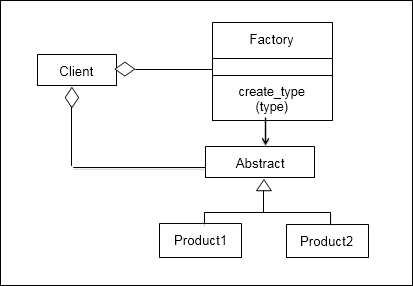 Factory
Client
create_type
(type)
Abstract
Product1
Product2